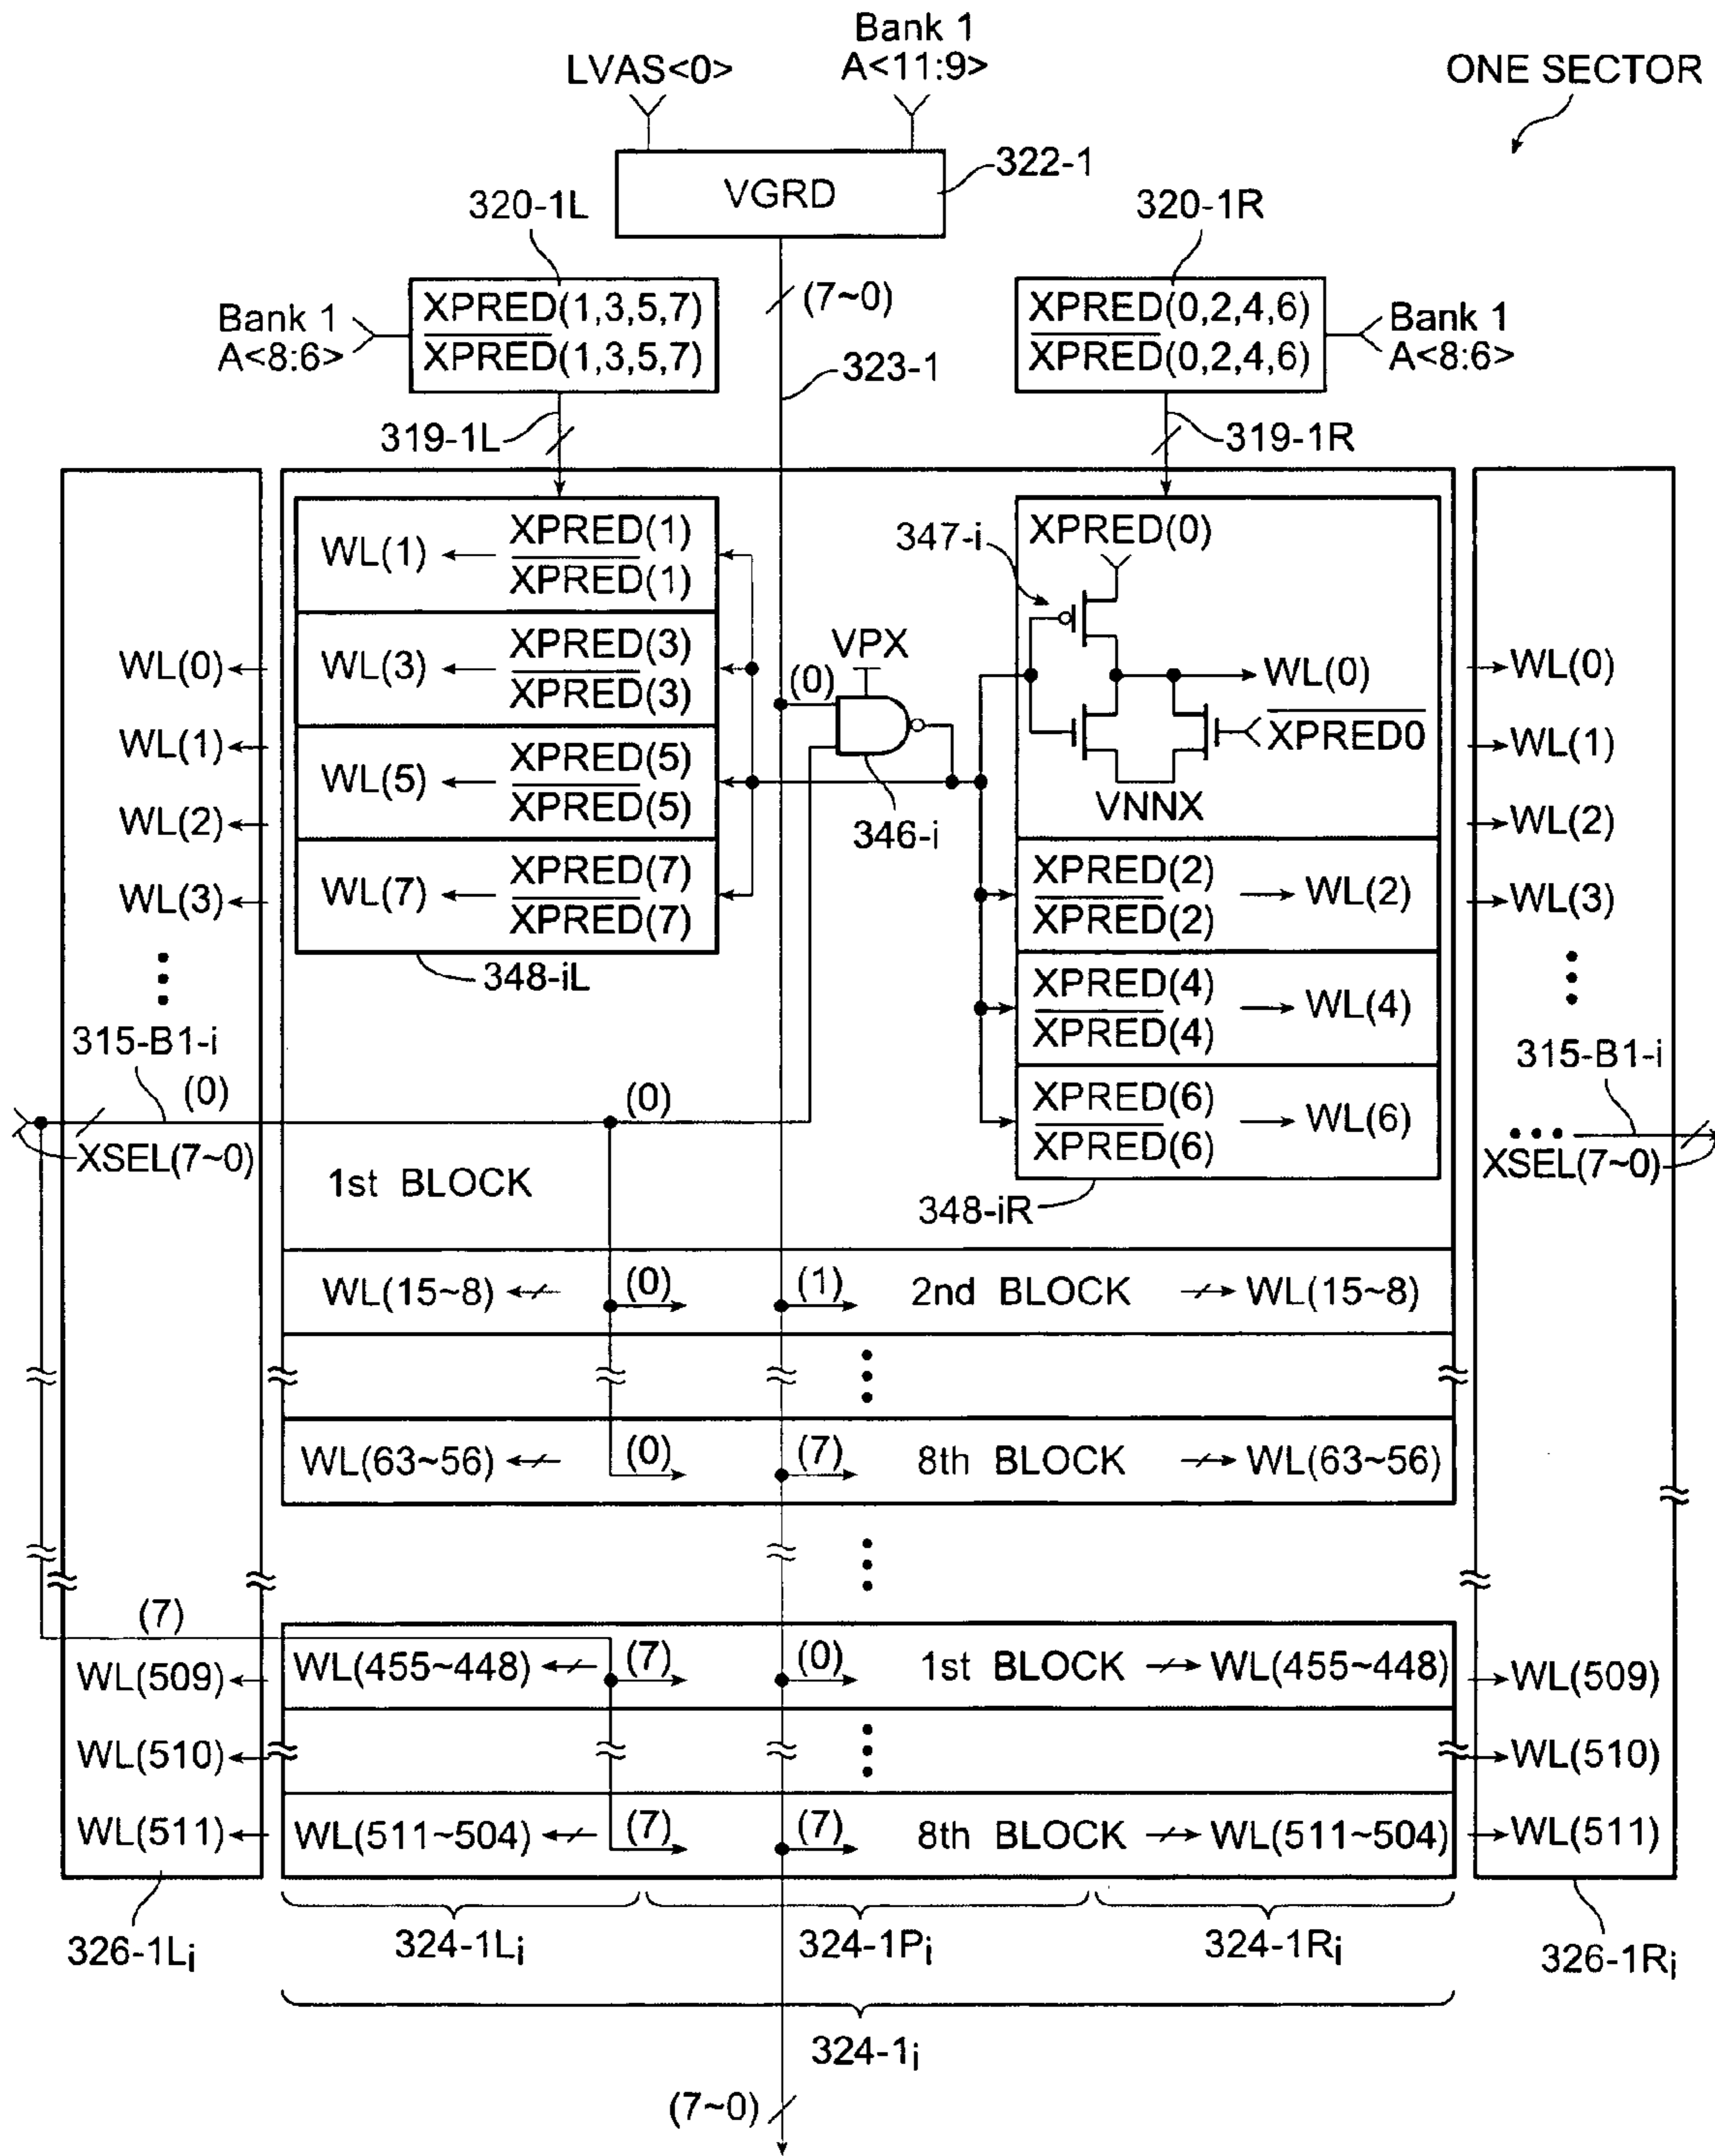 Bank 1
LVAS<0>
A<11:9>
ONE SECTOR
322-1
VGRD
320-1L
320-1R
XPRED(1,3,5,7)
XPRED(1,3,5,7)
Bank 1
A<8:6>
(7~0)
XPRED(0,2,4,6)
XPRED(0,2,4,6)
Bank 1
A<8:6>
323-1
319-1L
319-1R
WL(1)
XPRED(1)
XPRED(1)
347-i
XPRED(0)
WL(3)
XPRED(3)
XPRED(3)
VPX
(0)
WL(0)
XPRED0
VNNX
WL(5)
XPRED(5)
XPRED(5)
346-i
WL(7)
XPRED(7)
XPRED(7)
348-iL
XPRED(2)
XPRED(2)
WL(2)
XPRED(4)
XPRED(4)
WL(4)
XPRED(6)
XPRED(6)
WL(6)
348-iR
WL(0)
WL(1)
WL(2)
WL(3)
WL(0)
WL(1)
WL(2)
WL(3)
315-B1-i
(0)
XSEL(7~0)
(0)
315-B1-i
XSEL(7~0)
1st BLOCK
WL(15~8)
(0)
(1)
2nd BLOCK
WL(15~8)
WL(63~56)
(0)
(7)
8th BLOCK
WL(63~56)
(7)
WL(509)
WL(455~448)
(7)
(0)
1st BLOCK
WL(455~448)
WL(509)
WL(510)
WL(510)
WL(511)
WL(511~504)
(7)
(7)
8th BLOCK
WL(511~504)
WL(511)
326-1Li
324-1Li
324-1Pi
324-1Ri
326-1Ri
324-1i
(7~0)